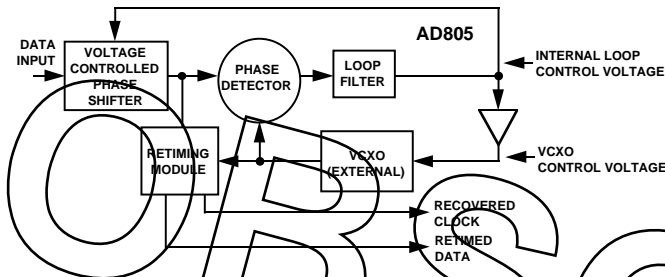 AD805
DATA
INPUT
VOLTAGE
CONTROLLED
PHASE
SHIFTER
PHASE
DETECTOR
LOOP
FILTER
INTERNAL LOOP
CONTROL VOLTAGE
RETIMING
MODULE
VCXO
(EXTERNAL)
VCXO
CONTROL VOLTAGE
RECOVERED
CLOCK
RETIMED
DATA